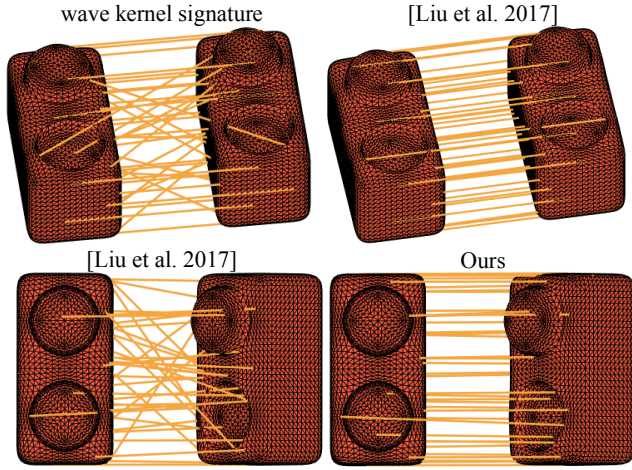 wave kernel signature
[Liu et al. 2017]
[Liu et al. 2017]
Ours